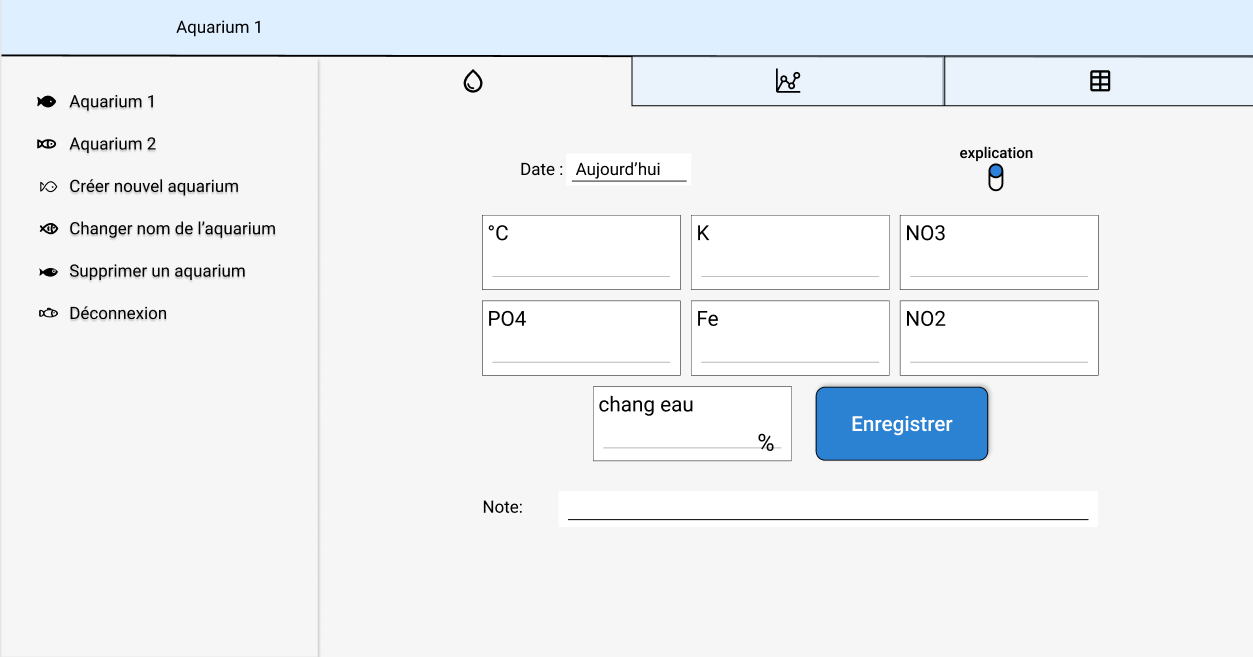 Aquarium 1
Aquarium 1
Aquarium 2
Créer nouvel aquarium
Changer nom de l’aquarium
Supprimer un aquarium
Déconnexion
Date : Aujourd’hui
explication
°C
K
NO3
PO4
Fe
NO2
chang eau
%
Enregistrer
Note: